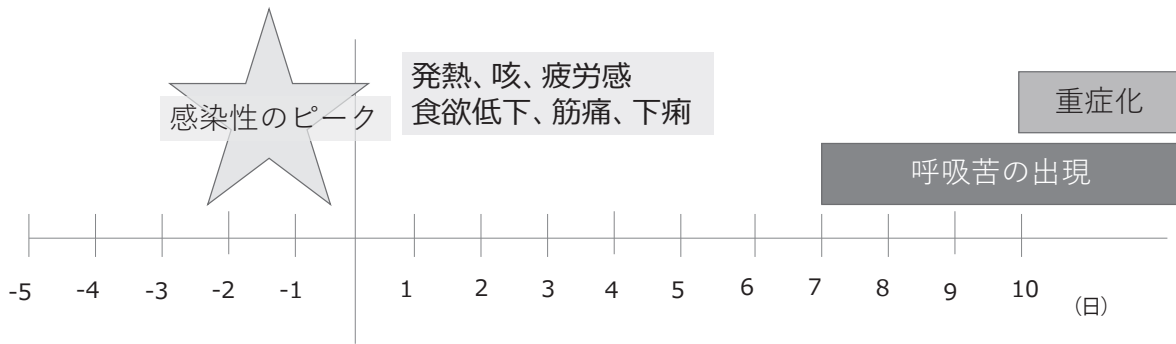 感染性のピーク
発熱、咳、疲労感
食欲低下、筋痛、下痢
重症化
呼吸苦の出現
-5 -4 -3 -2 -1 1 2 3 4 5 6 7 8 9 10 (日)